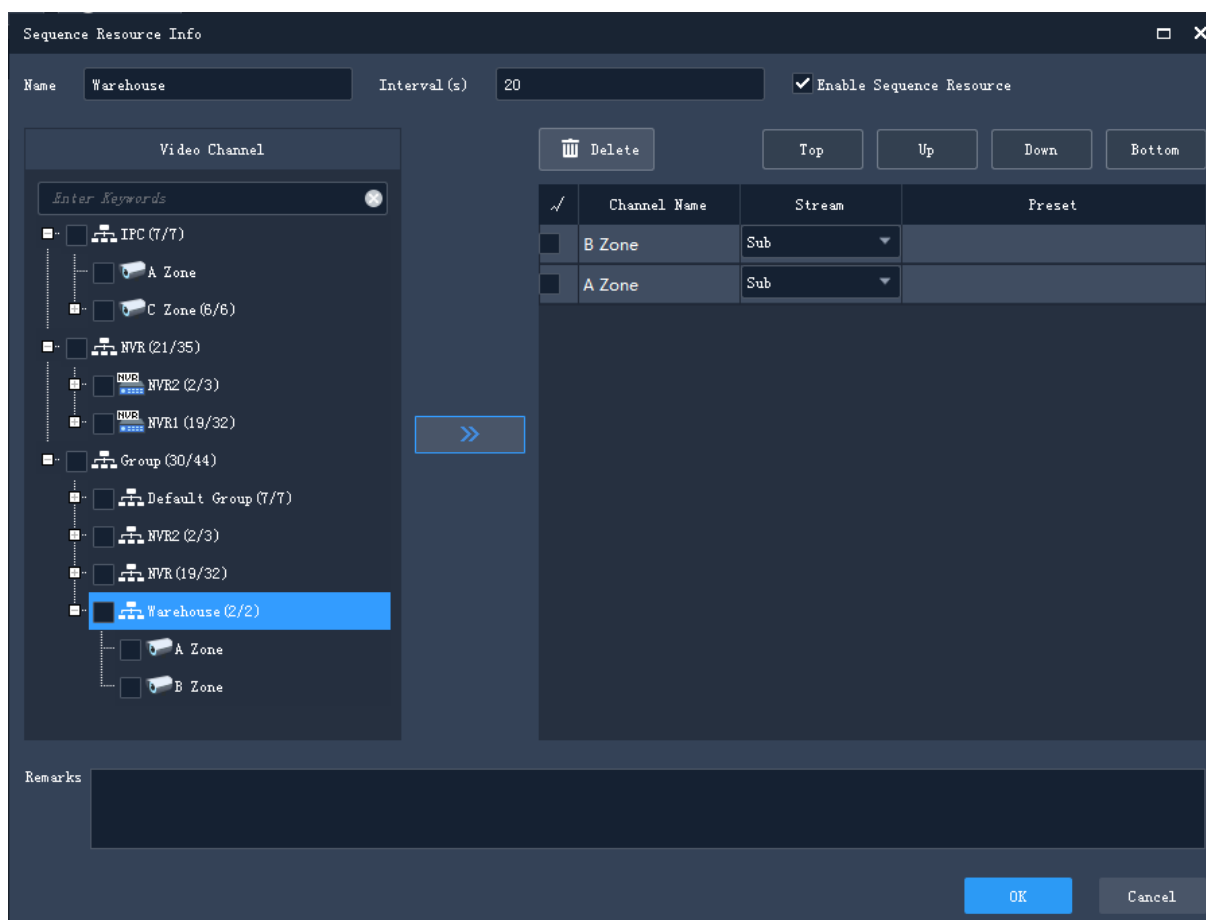 Sequence Resource Info
Name Warehouse Interval(s) 20 Enable Sequence Resource
Video Channel
Delete Top Up Down Bottom
Enter Keywords
Channel Name Stream Preset
IPC(7/7)
A Zone
C Zone(6/6)
NVR(21/35)
NVR NVR2(2/3)
NVR NVR1(19/32)
Group(30/44)
Default Group(7/7)
NVR2(2/3)
NVR(19/32)
Warehouse(2/2)
A Zone
B Zone
B Zone Sub
A Zone Sub
Remarks
OK Cancel